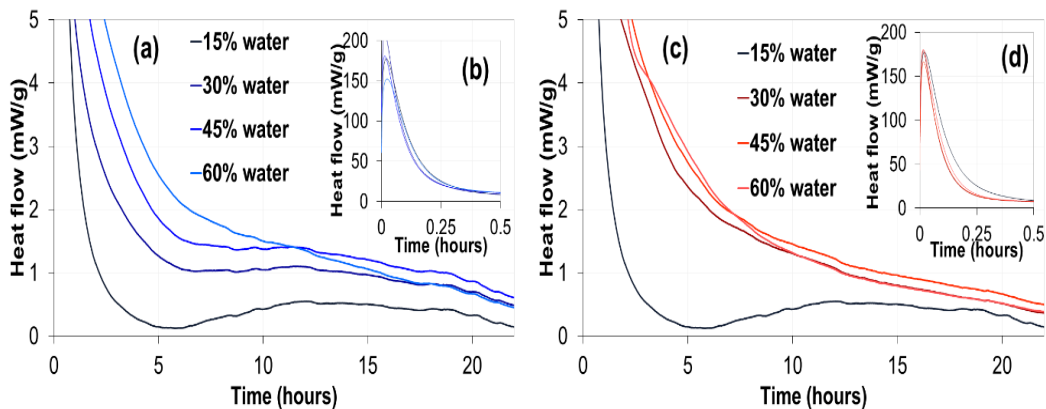 (a)
15% water
30% water
45% water
60% water
Heat flow (mW/g)
5
4
3
2
1
0
0
5
10
15
20
Time (hours)
(b)
Heat flow (mW/g)
200
150
100
50
0
0
0.25
0.5
Time (hours)
(c)
15% water
30% water
45% water
60% water
Heat flow (mW/g)
5
4
3
2
1
0
0
5
10
15
20
Time (hours)
(d)
Heat flow (mW/g)
200
150
100
50
0
0
0.25
0.5
Time (hours)